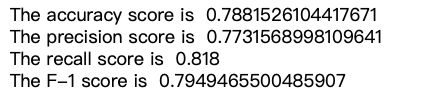 The accuracy score is  0.7881526104417671
The precision score is  0.7731568998109641
The recall score is  0.818
The F-1 score is  0.7949465500485907